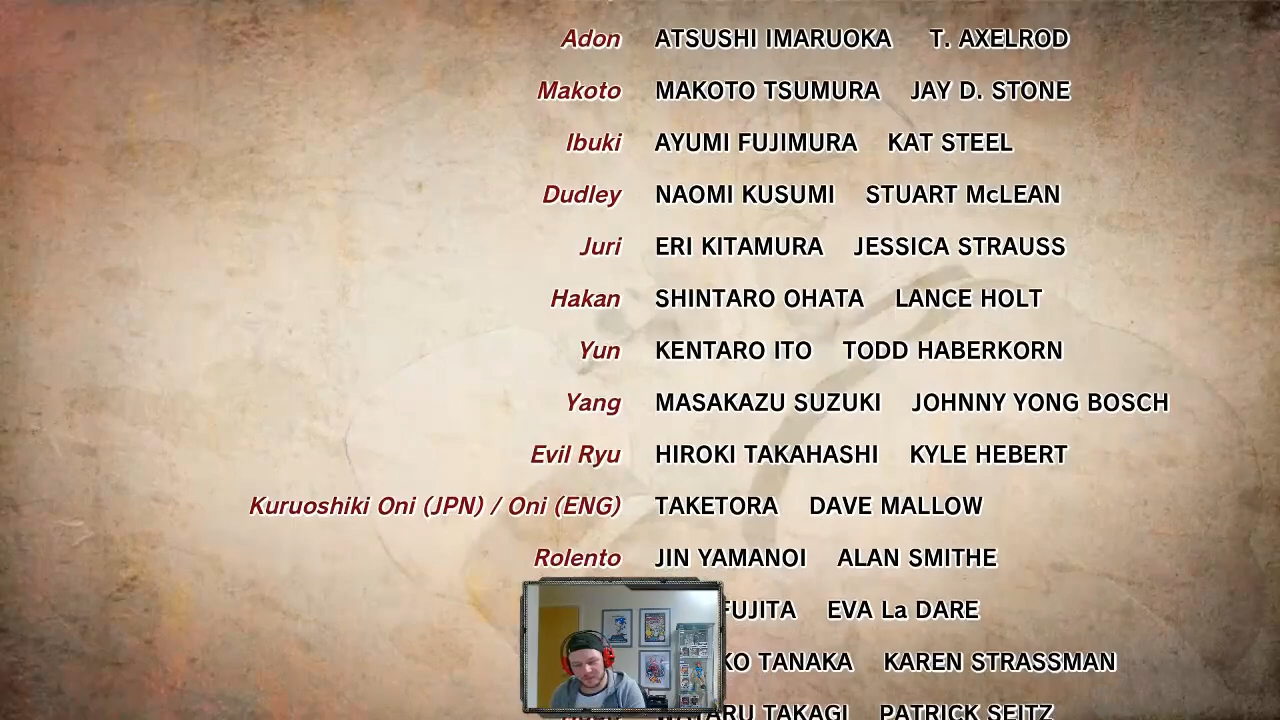 Adon ATSUSHI IMARUOKA T. AXELROD
Makoto MAKOTO TSUMURA JAY D. STONE
Ibuki AYUMI FUJIMURA KAT STEEL
Dudley NAOMI KUSUMI STUART McLEAN
Juri ERI KITAMURA JESSICA STRAUSS
Hakan SHINTARO OHATA LANCE HOLT
Yun KENTARO ITO TODD HABERKORN
Yang MASAKAZU SUZUKI JOHNNY YONG BOSCH
Evil Ryu HIROKI TAKAHASHI KYLE HEBERT
Kuruoshiki Oni (JPN) / Oni (ENG) TAKETORA DAVE MALLOW
Rolento JIN YAMANOI ALAN SMITHE
FUJITA EVA La DARE
KO TANAKA KAREN STRASSMAN
TAKAGI PATRICK SEITZ